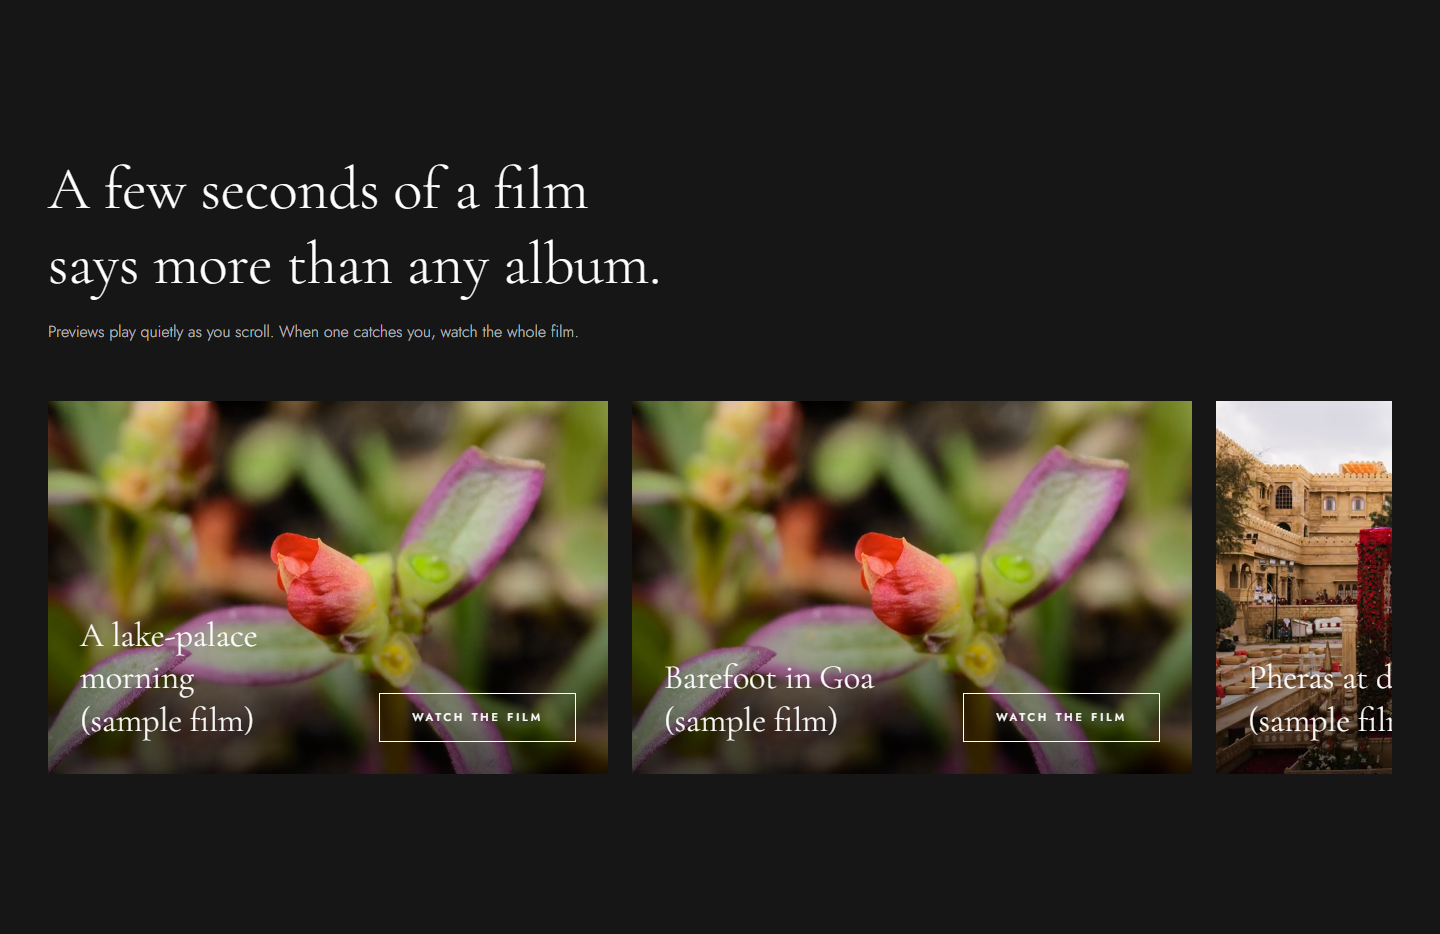 A few seconds of a film
says more than any album.
Previews play quietly as you scroll. When one catches you, watch the whole film.
A lake-palace
morning
(sample film)
WATCH THE FILM
Barefoot in Goa
(sample film)
WATCH THE FILM
Pheras at d
(sample fil